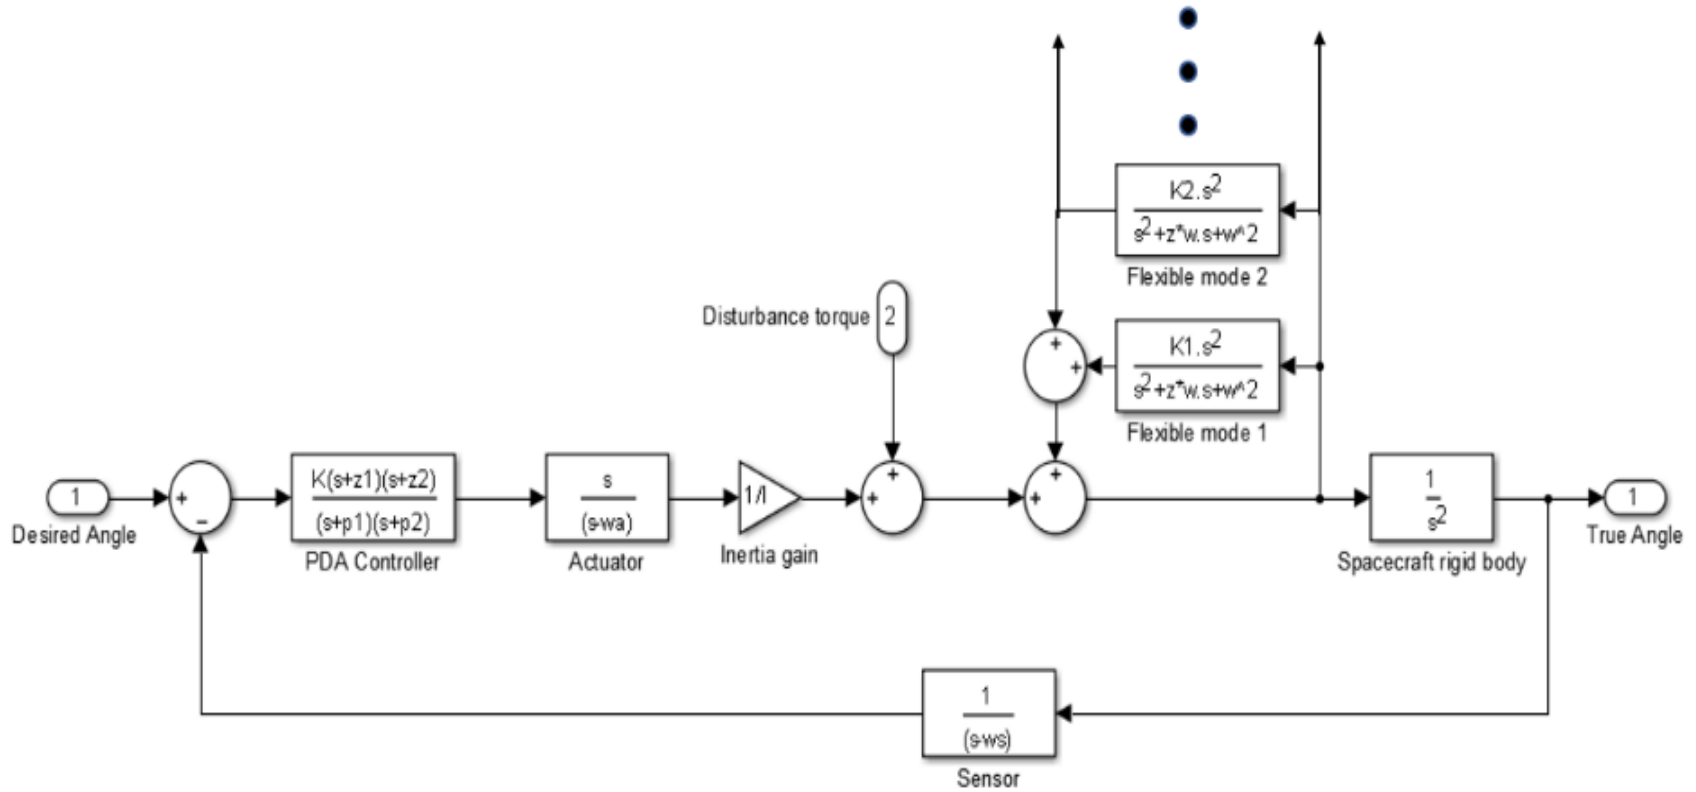 K2.s2
s2+z*w.s+w^2
Flexible mode 2
Disturbance torque
2
+
+
K1.s2
s2+z*w.s+w^2
Flexible mode 1
1
Desired Angle
+
−
K(s+z1)(s+z2)
(s+p1)(s+p2)
PDA Controller
s
(s-wa)
Actuator
1/I
Inertia gain
+
+
+
+
1
s2
Spacecraft rigid body
1
True Angle
1
(s-ws)
Sensor